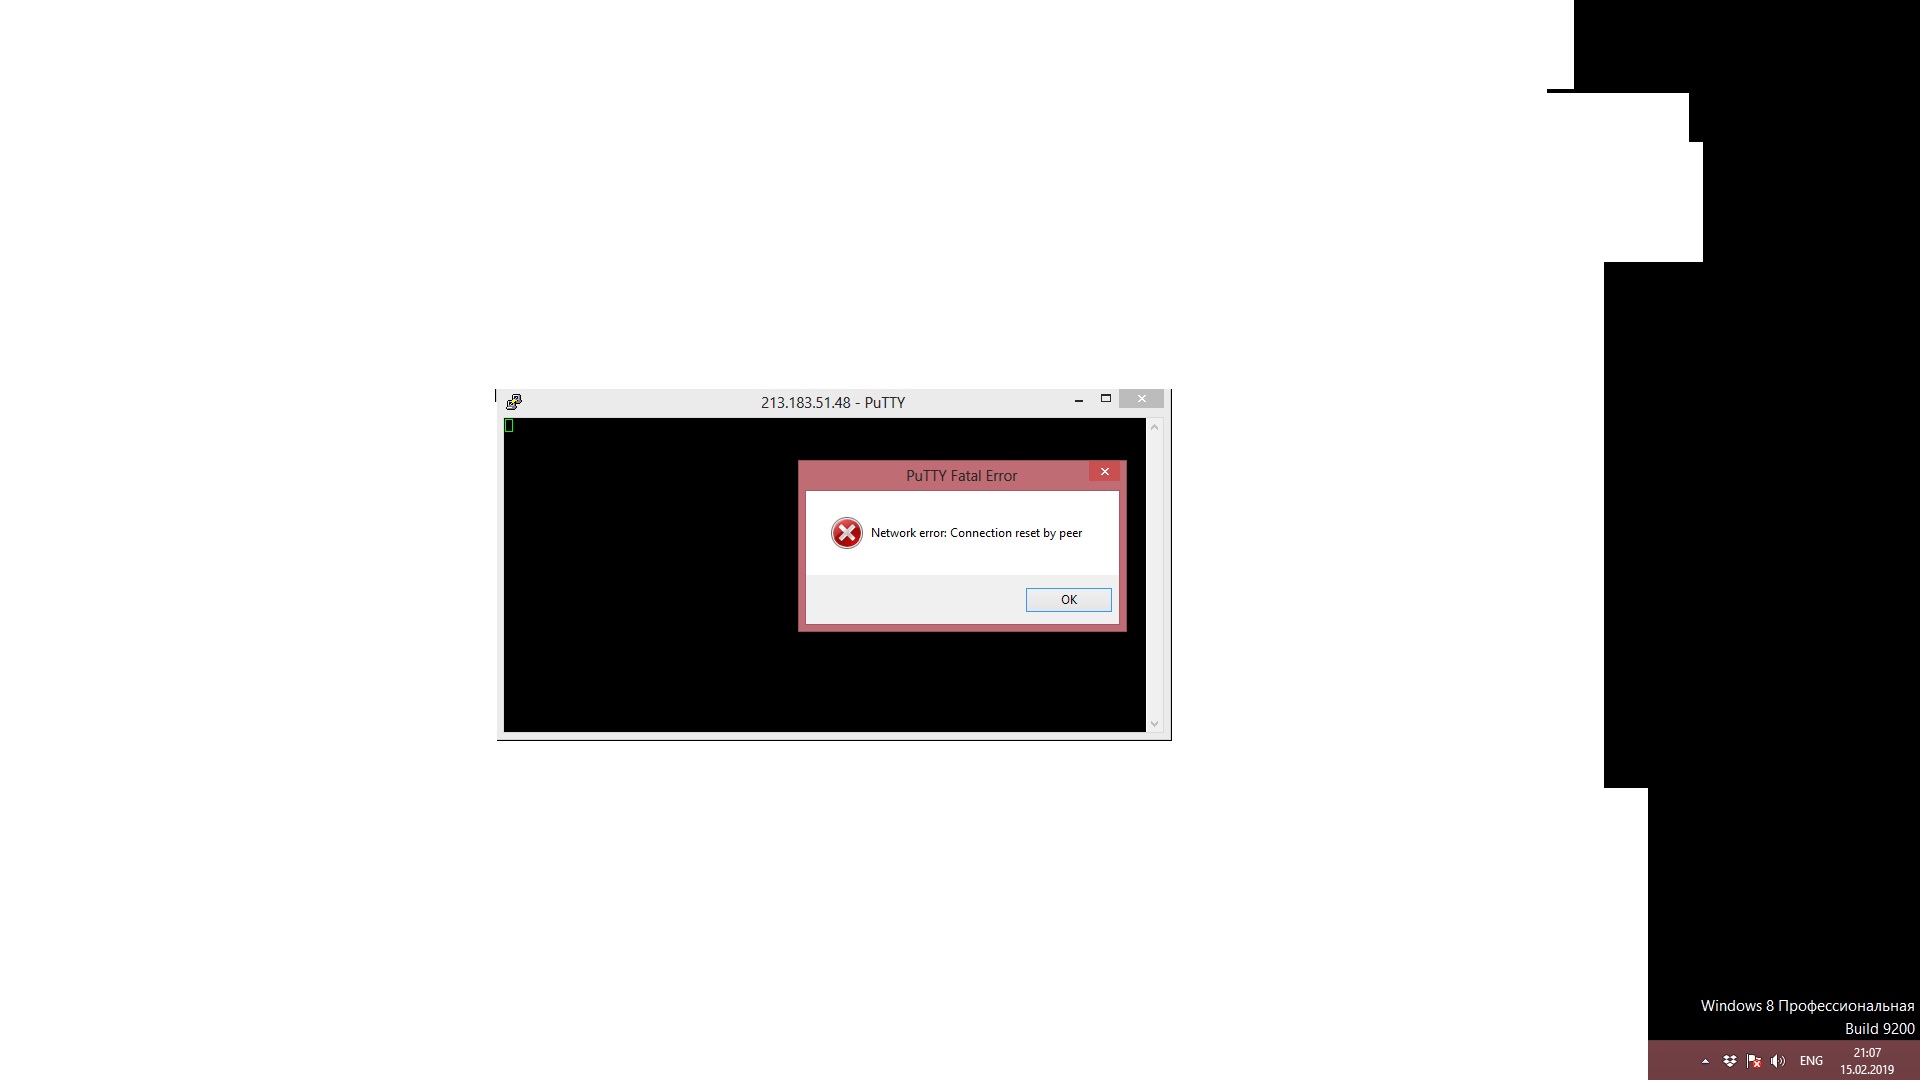 213.183.51.48 - PuTTY
PuTTY Fatal Error
Network error: Connection reset by peer
OK
Windows 8 Профессиональная
Build 9200
ENG
21:07
15.02.2019